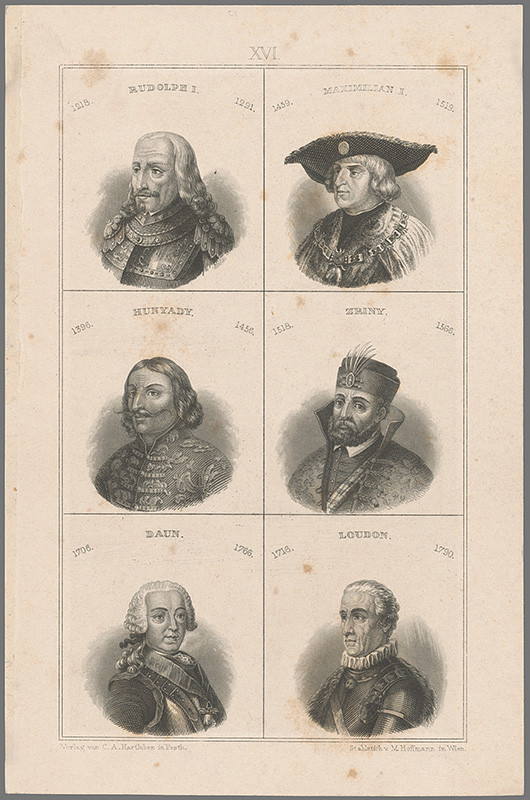 XVI.
RUDOLPH I.
1218. 1291.
MAXIMILIAN I.
1459. 1519.
HUNYADY.
1396. 1456.
ZRINY.
1518. 1566.
DAUN.
1706. 1766.
LOUDON.
1716. 1790.
Verlag von C. A. Hartleben in Pesth.
Stahlstich v. M. Hoffmann in Wien.